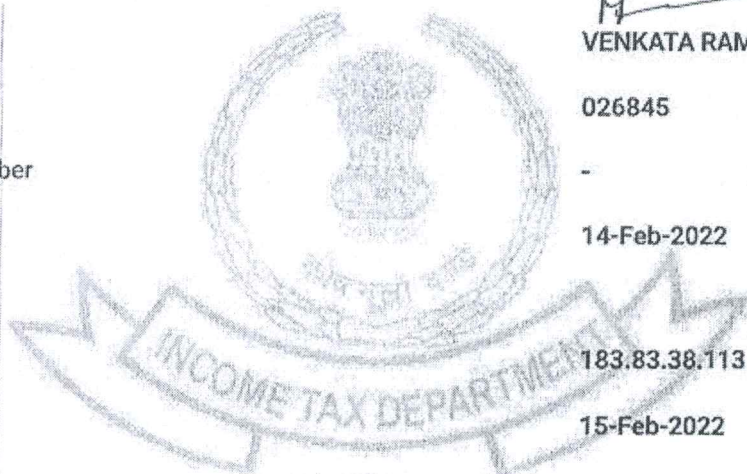 VENKATA RAM
026845
ber
-
14-Feb-2022
INCOME TAX DEPARTMENT
183.83.38.113
15-Feb-2022